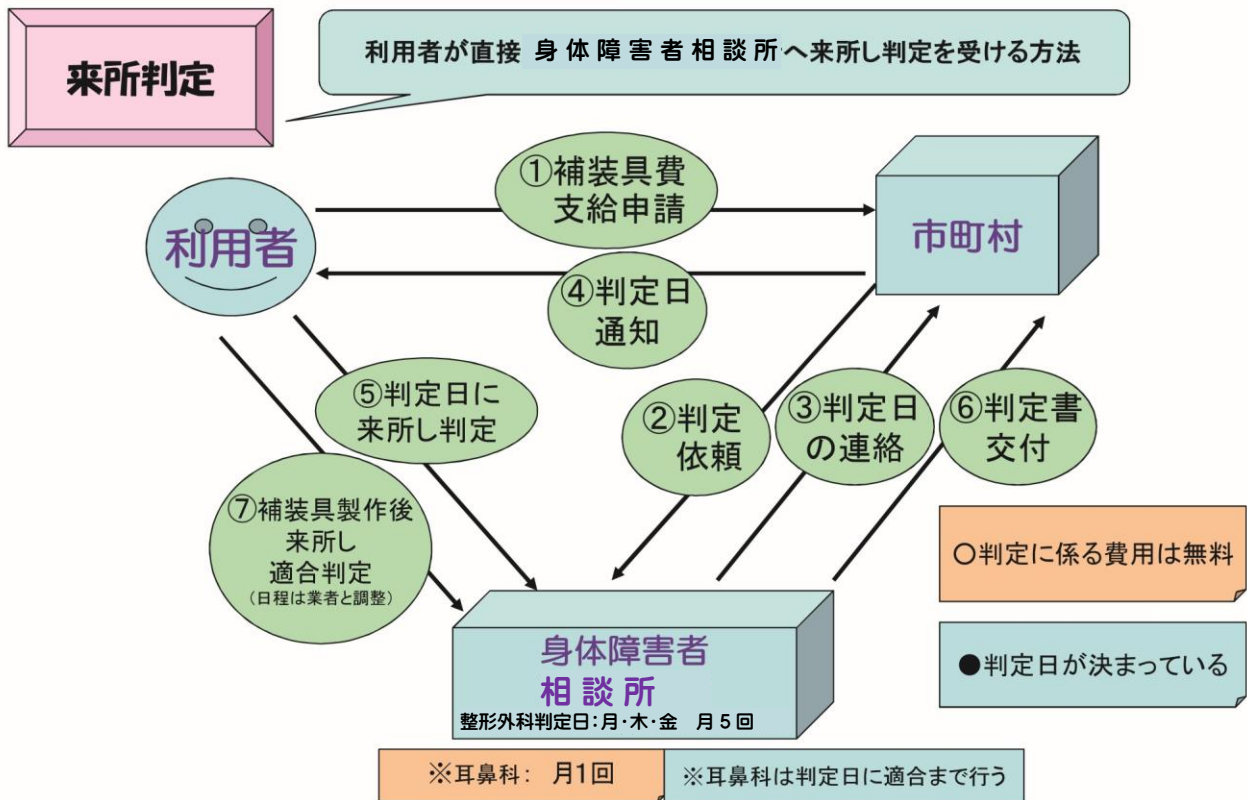 来所判定
利用者が直接 身体障害者相談所へ来所し判定を受ける方法
①補装具費
支給申請
利用者
市町村
④判定日
通知
⑤判定日に
来所し判定
②判定
依頼
③判定日
の連絡
⑥判定書
交付
⑦補装具製作後
来所し
適合判定
(日程は業者と調整)
〇判定に係る費用は無料
●判定日が決まっている
身体障害者
相談所
整形外科判定日:月・木・金 月5回
※耳鼻科: 月1回
※耳鼻科は判定日に適合まで行う